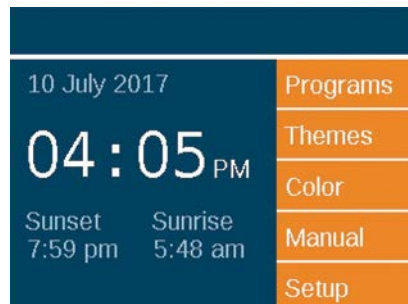 10 July 2017
04:05 PM
Sunset Sunrise
7:59 pm 5:48 am
Programs
Themes
Color
Manual
Setup